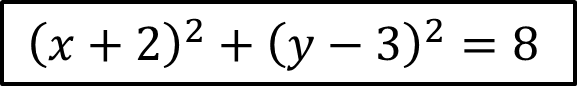 (x + 2)² + (y − 3)² = 8